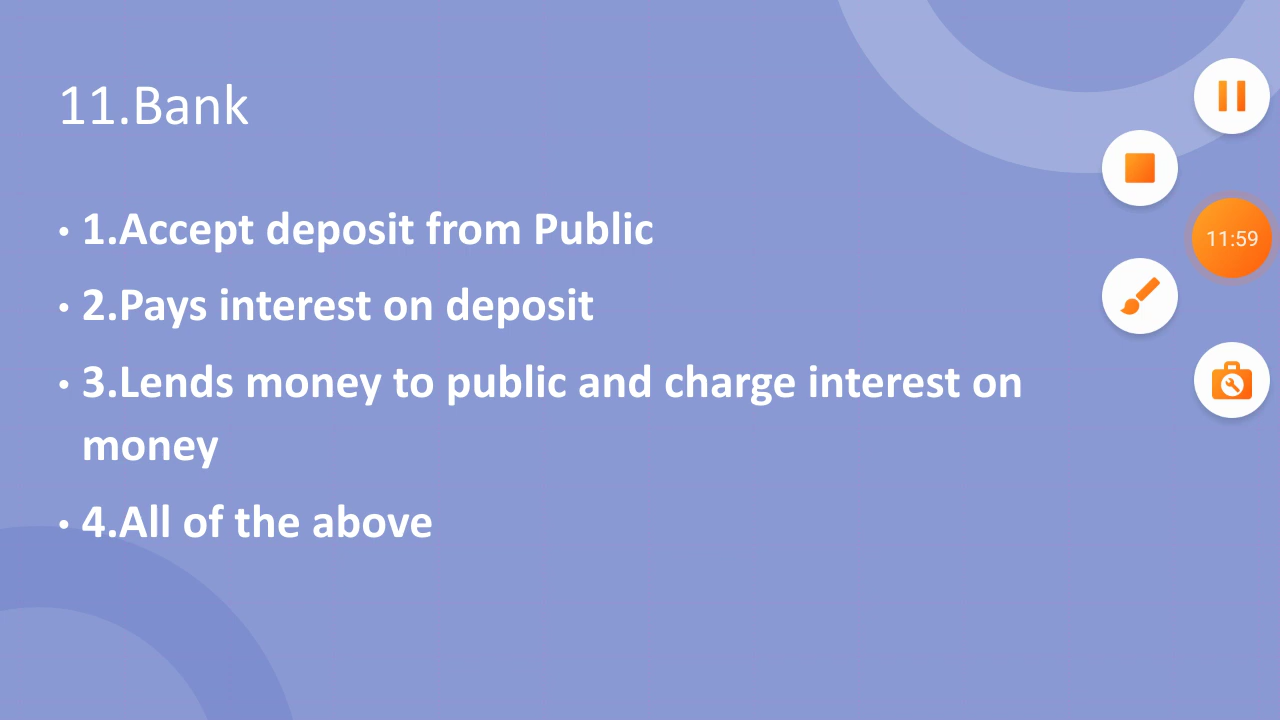 11.Bank
• 1.Accept deposit from Public
• 2.Pays interest on deposit
• 3.Lends money to public and charge interest on
money
• 4.All of the above
11:59